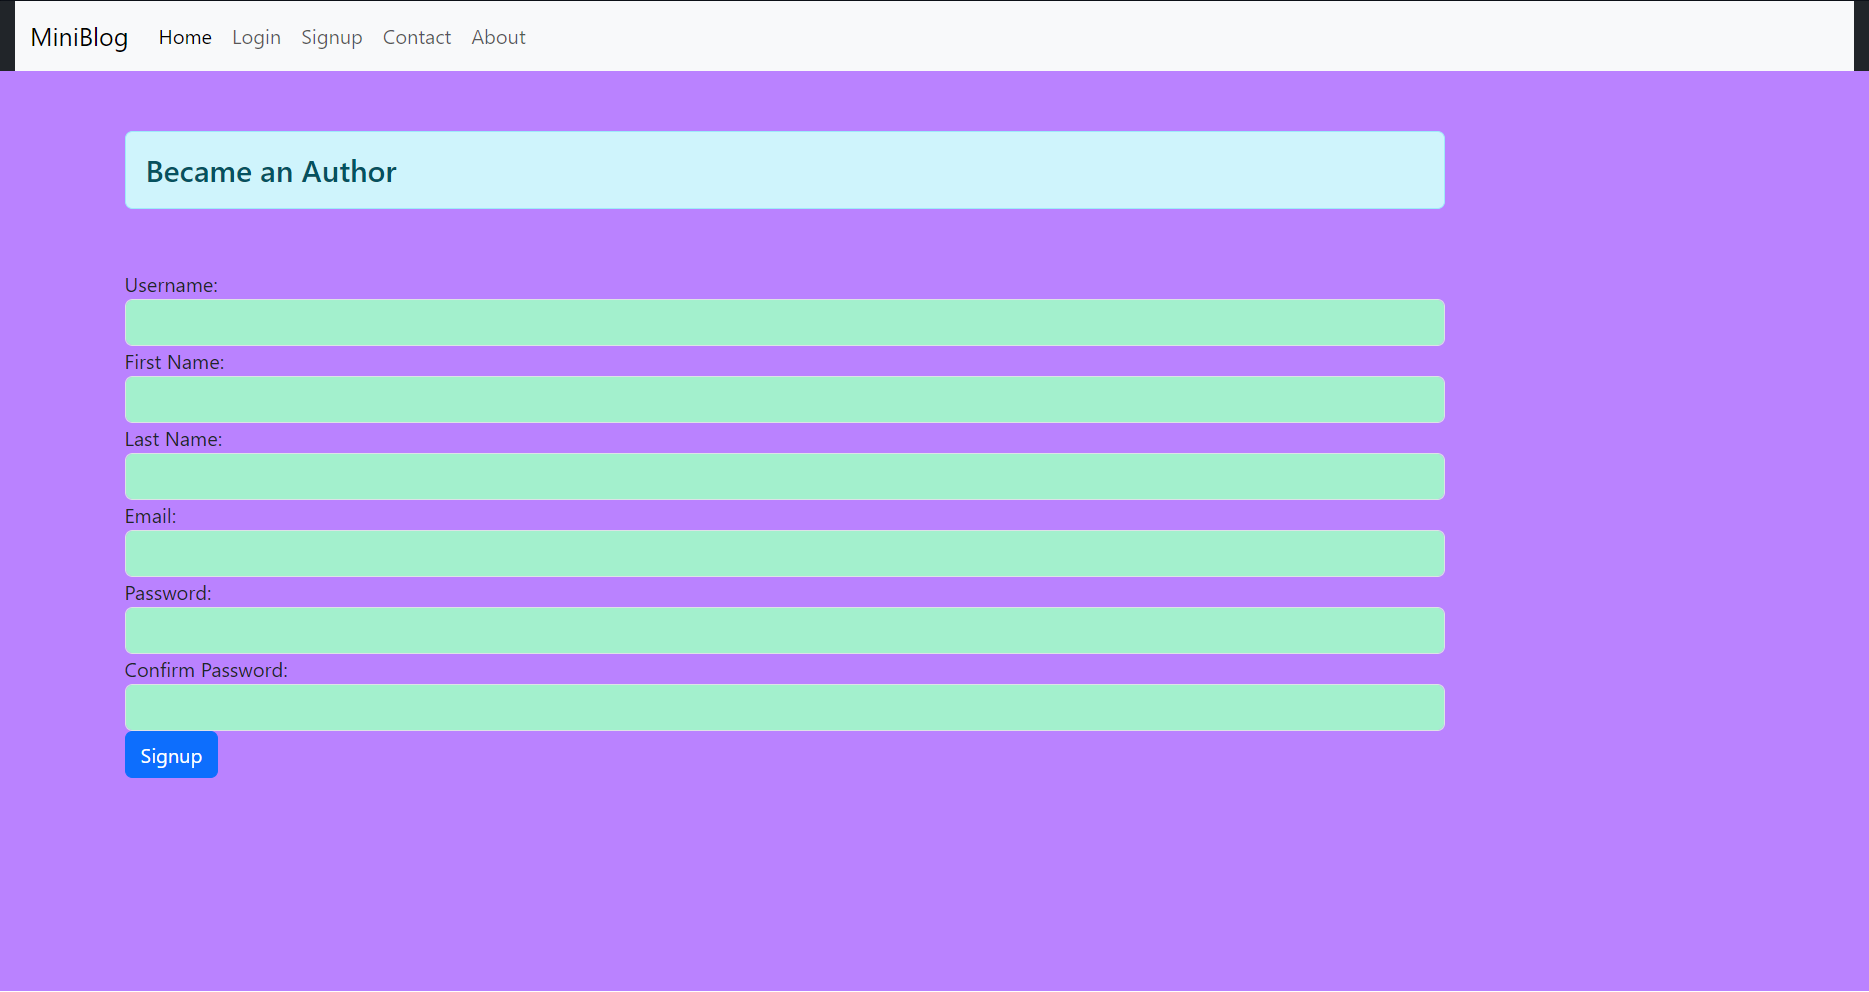 MiniBlog Home Login Signup Contact About
Became an Author
Username:
First Name:
Last Name:
Email:
Password:
Confirm Password:
Signup